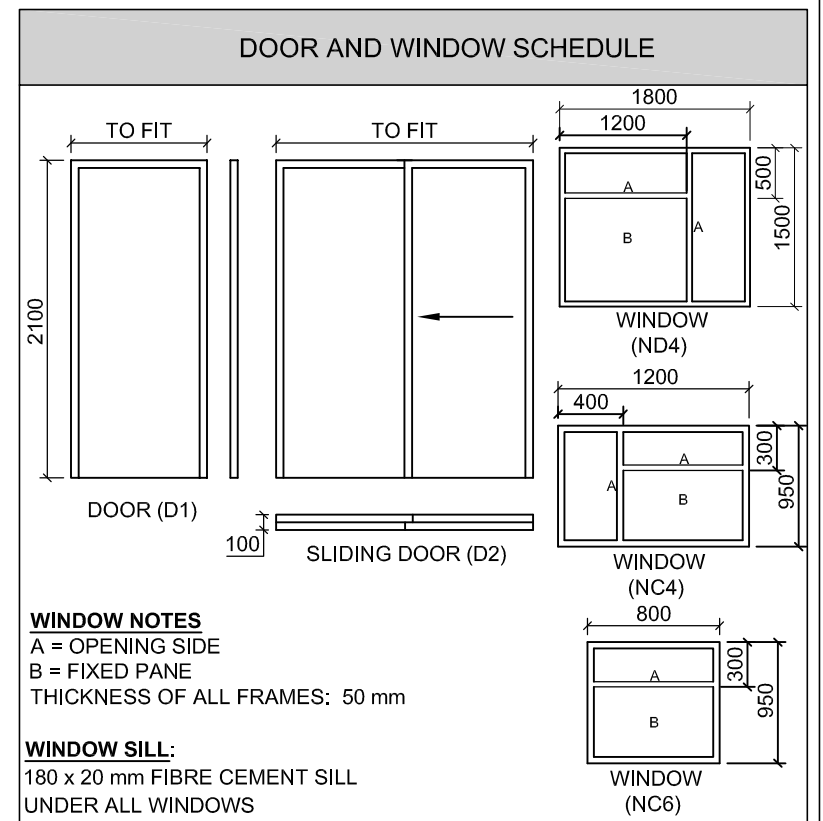 DOOR AND WINDOW SCHEDULE
TO FIT
2100
DOOR (D1)
TO FIT
100
SLIDING DOOR (D2)
1800
1200
500
1500
A
A
B
WINDOW
(ND4)
1200
400
300
950
A
A
B
WINDOW
(NC4)
800
300
950
A
B
WINDOW
(NC6)
WINDOW NOTES
A = OPENING SIDE
B = FIXED PANE
THICKNESS OF ALL FRAMES: 50 mm
WINDOW SILL:
180 x 20 mm FIBRE CEMENT SILL
UNDER ALL WINDOWS